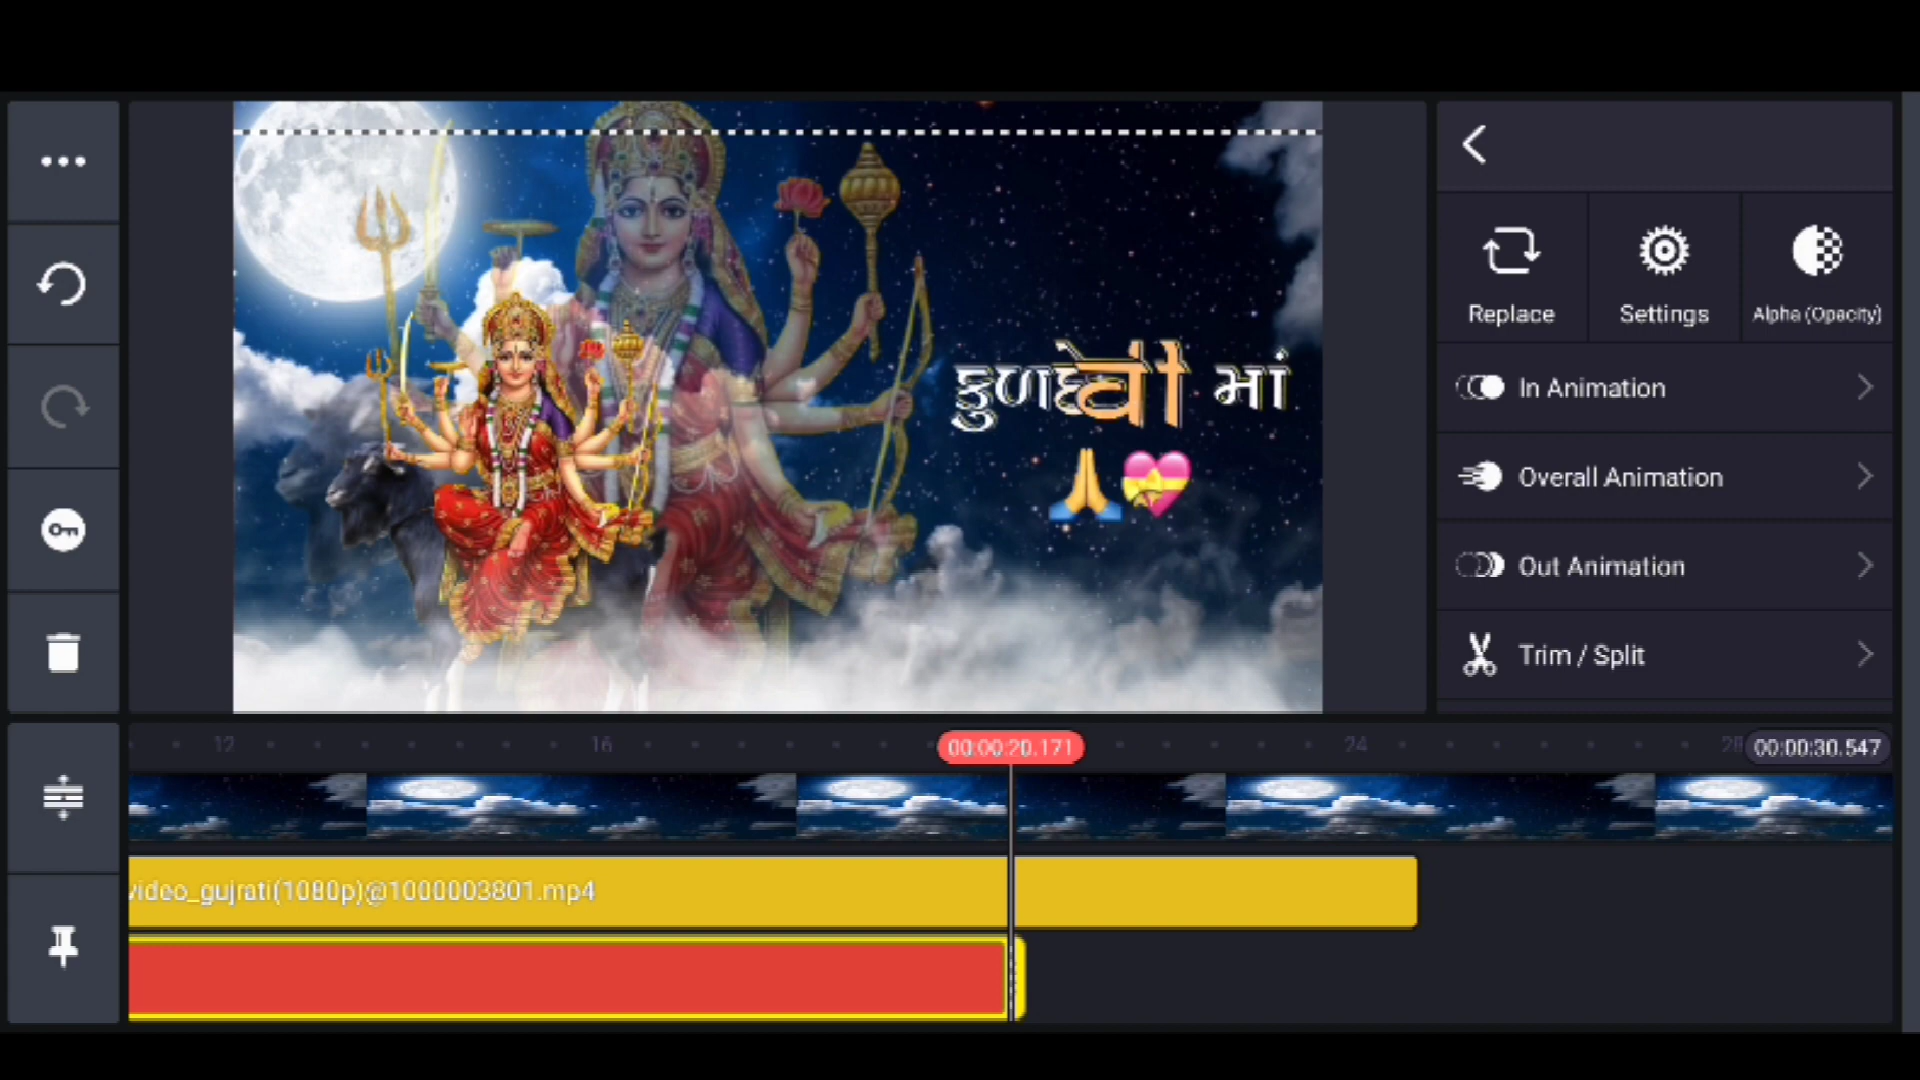 કુળદેવી માં
🙏💝
Replace
Settings
Alpha (Opacity)
In Animation
Overall Animation
Out Animation
Trim / Split
12
16
00:00:20.171
24
28
00:00:30.547
video_gujrati(1080p)@1000003801.mp4